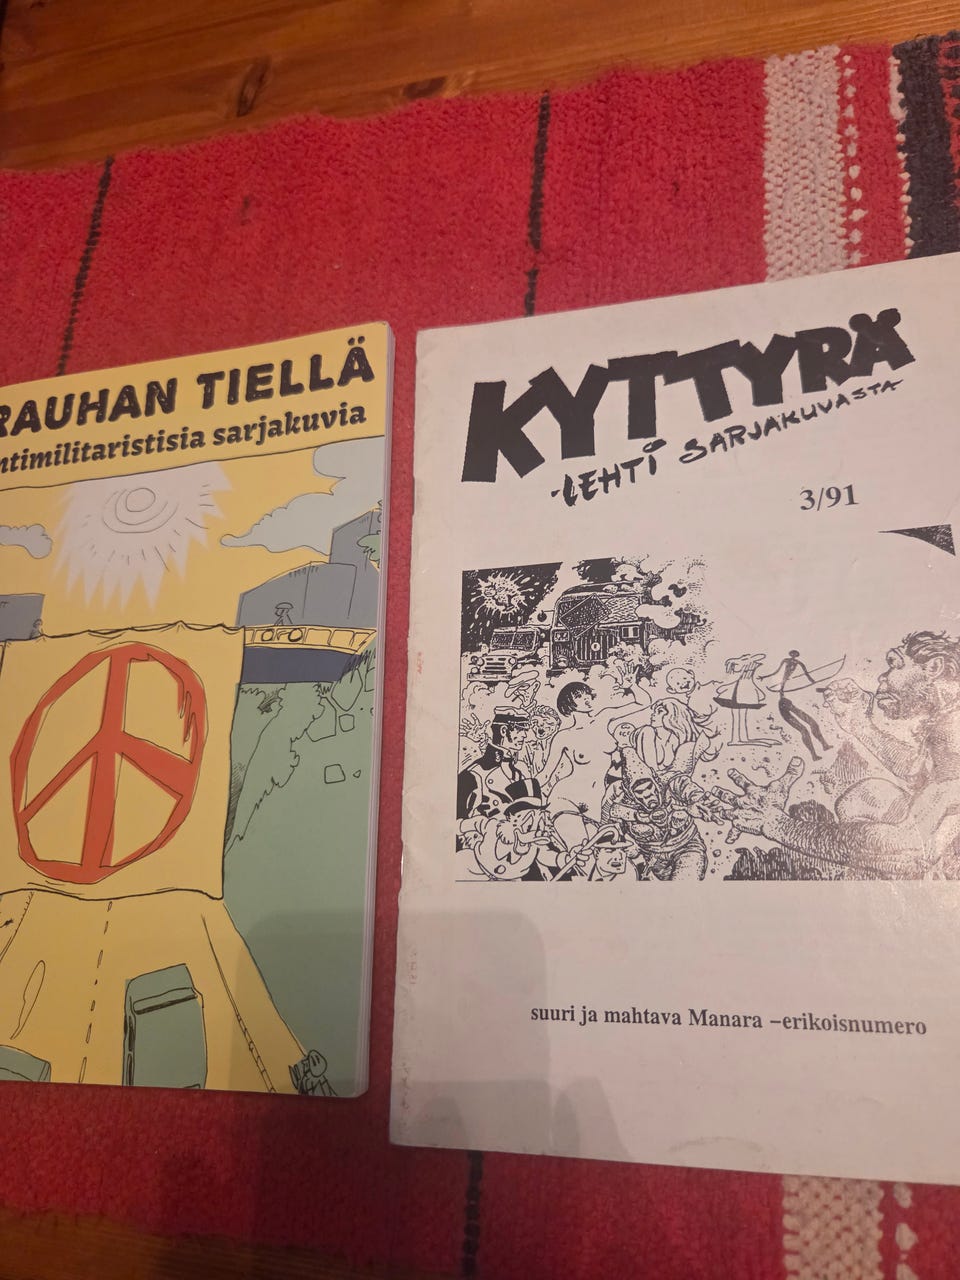 RAUHAN TIELLÄ
ntimilitaristisia sarjakuvia
KYTTYRÄ
-LEHTI SARJAKUVASTA-
3/91
suuri ja mahtava Manara –erikoisnumero